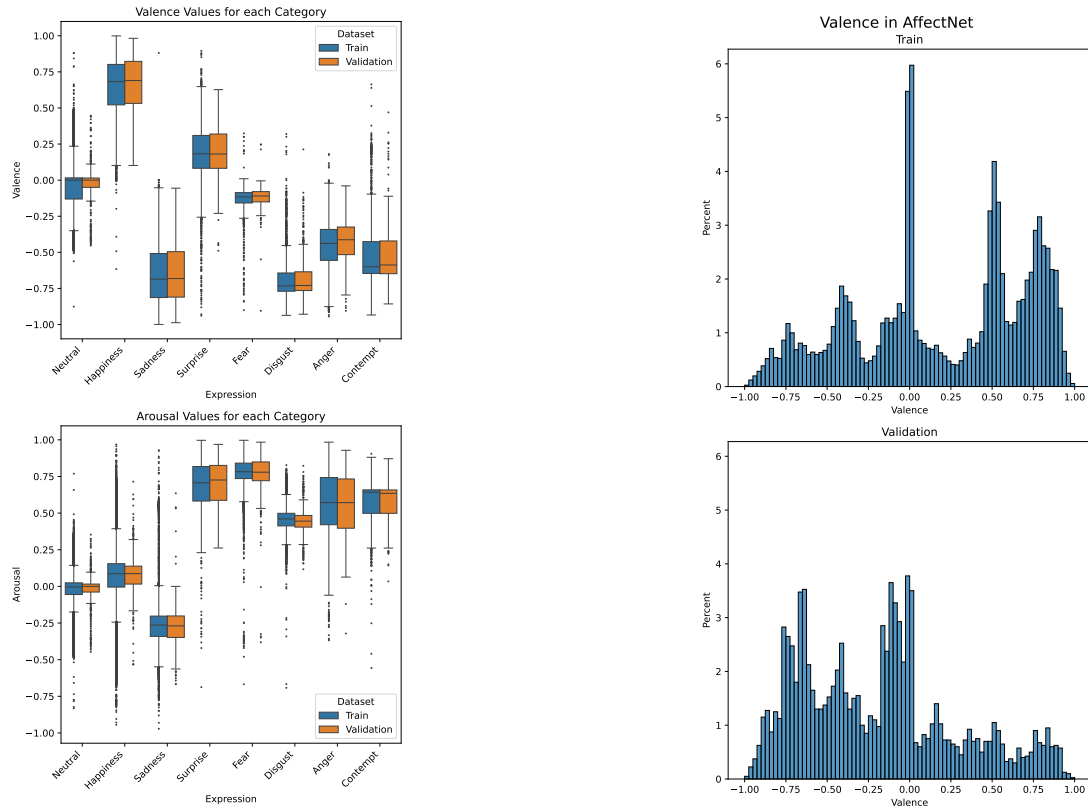 Valence Values for each Category
1.00
0.75
0.50
0.25
0.00
−0.25
−0.50
−0.75
−1.00
Valence
Dataset
Train
Validation
Neutral
Happiness
Sadness
Surprise
Fear
Disgust
Anger
Contempt
Expression
Arousal Values for each Category
1.00
0.75
0.50
0.25
0.00
−0.25
−0.50
−0.75
−1.00
Arousal
Dataset
Train
Validation
Neutral
Happiness
Sadness
Surprise
Fear
Disgust
Anger
Contempt
Expression
Valence in AffectNet
Train
6
5
4
3
2
1
0
Percent
−1.00 −0.75 −0.50 −0.25 0.00 0.25 0.50 0.75 1.00
Valence
Validation
6
5
4
3
2
1
0
Percent
−1.00 −0.75 −0.50 −0.25 0.00 0.25 0.50 0.75 1.00
Valence